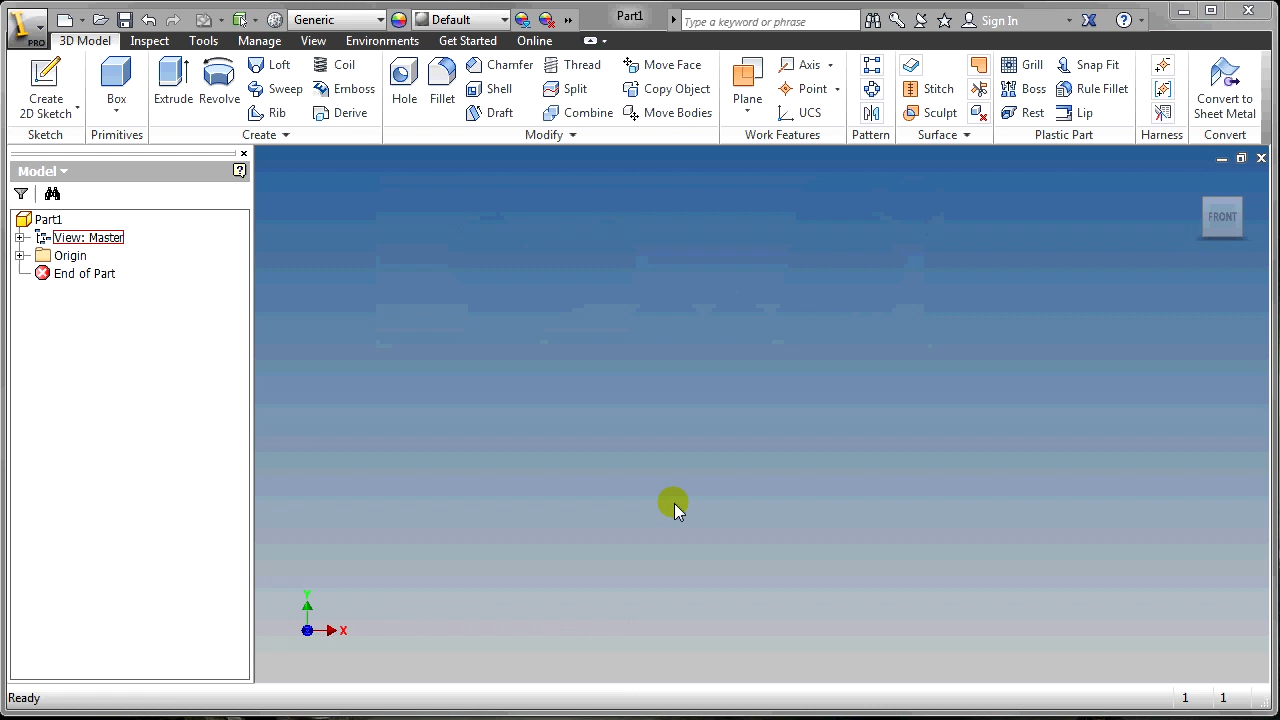 PRO
Generic
Default
Part1
Type a keyword or phrase
Sign In
3D Model Inspect Tools Manage View Environments Get Started Online
Create
2D Sketch
Sketch
Box
Primitives
Extrude
Revolve
Loft
Sweep
Rib
Coil
Emboss
Derive
Create
Hole
Fillet
Chamfer
Shell
Draft
Thread
Split
Combine
Move Face
Copy Object
Move Bodies
Modify
Plane
Axis
Point
UCS
Work Features
Pattern
Stitch
Sculpt
Surface
Grill
Boss
Rest
Snap Fit
Rule Fillet
Lip
Plastic Part
Harness
Convert to
Sheet Metal
Convert
Model
Part1
View: Master
Origin
End of Part
FRONT
Y
X
Ready
1 1